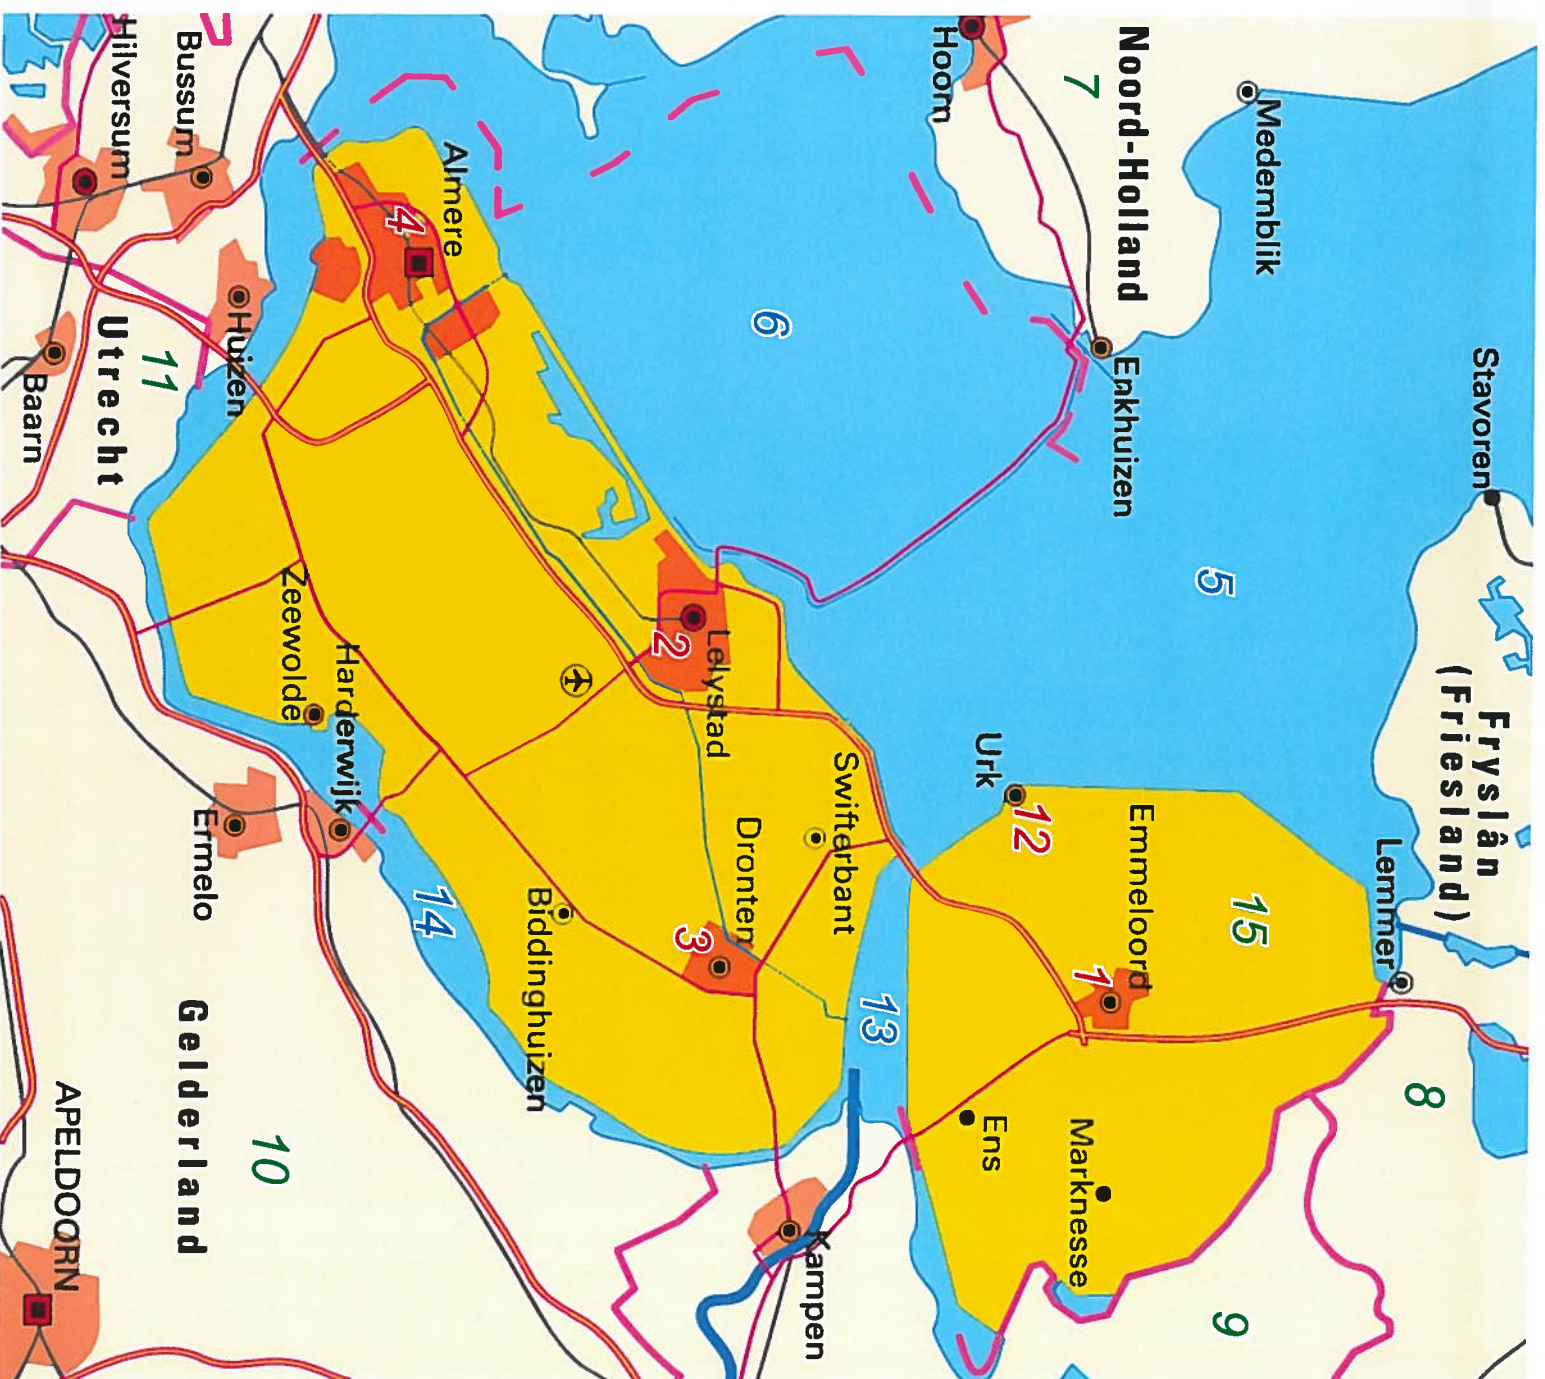 Stavoren
Fryslân
(Friesland)
Lemmer
8
Medemblik
5
15
9
Noord-Holland
7
Enkhuizen
Emmeloord
1
Marknesse
Hoorn
Urk
12
Ens
6
Swifterbant
13
Kampen
Lelystad
2
Dronten
3
Almere
4
Biddinghuizen
14
Harderwijk
Zeewolde
Huizen
10
Ermelo
Gelderland
Bussum
11
Hilversum
Utrecht
Baarn
APELDOORN